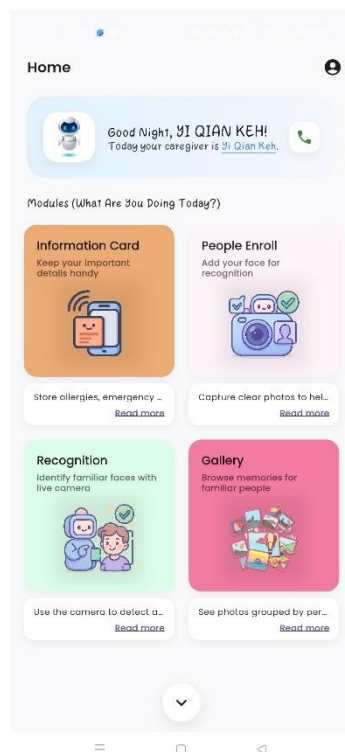 Home
Good Night, YI QIAN KEH!
Today your caregiver is Yi Qian Keh.
Modules (What Are You Doing Today?)
Information Card
Keep your important
details handy
Store allergies, emergency ...
Read more
People Enroll
Add your face for
recognition
Capture clear photos to hel...
Read more
Recognition
Identify familiar faces with
live camera
Use the camera to detect a...
Read more
Gallery
Browse memories for
familiar people
See photos grouped by per...
Read more